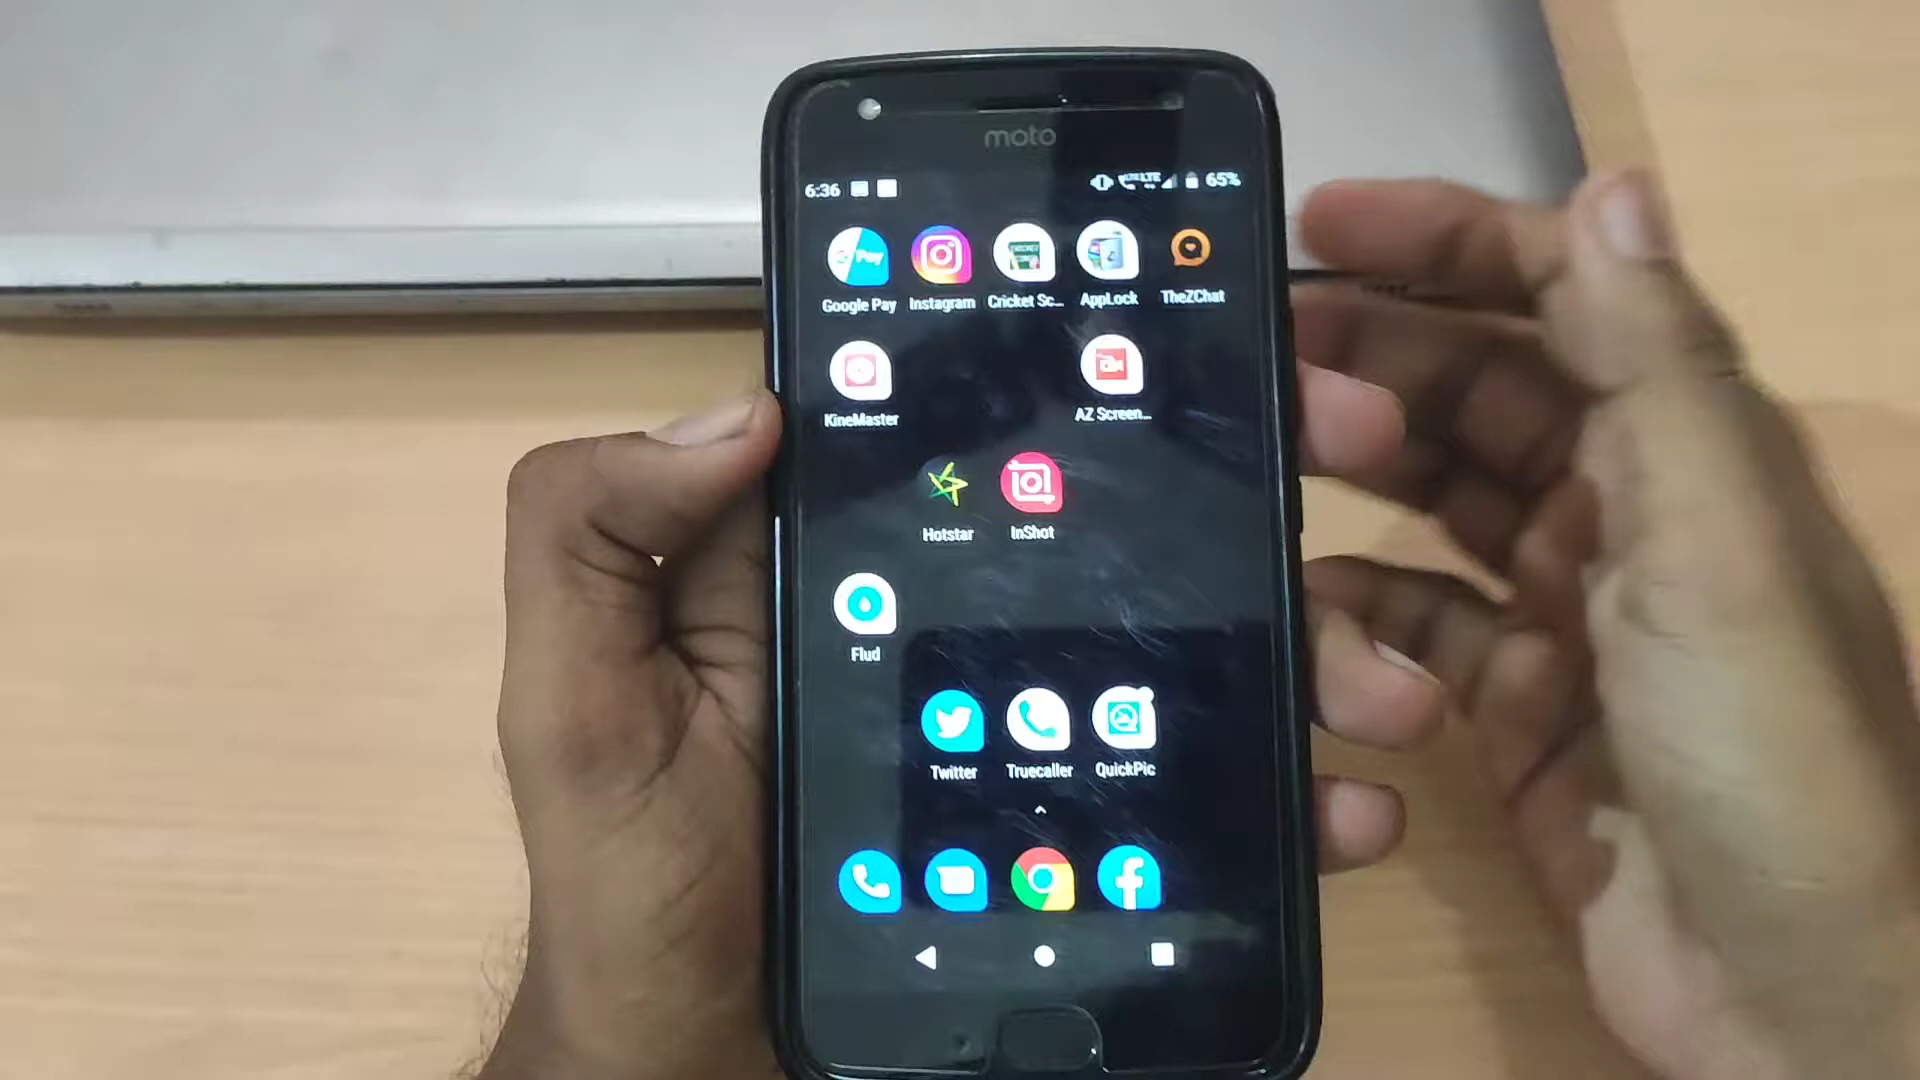 moto
6:36
65%
Google Pay Instagram Cricket Sc... AppLock TheZChat
KineMaster AZ Screen...
Hotstar InShot
Flud
Twitter Truecaller QuickPic